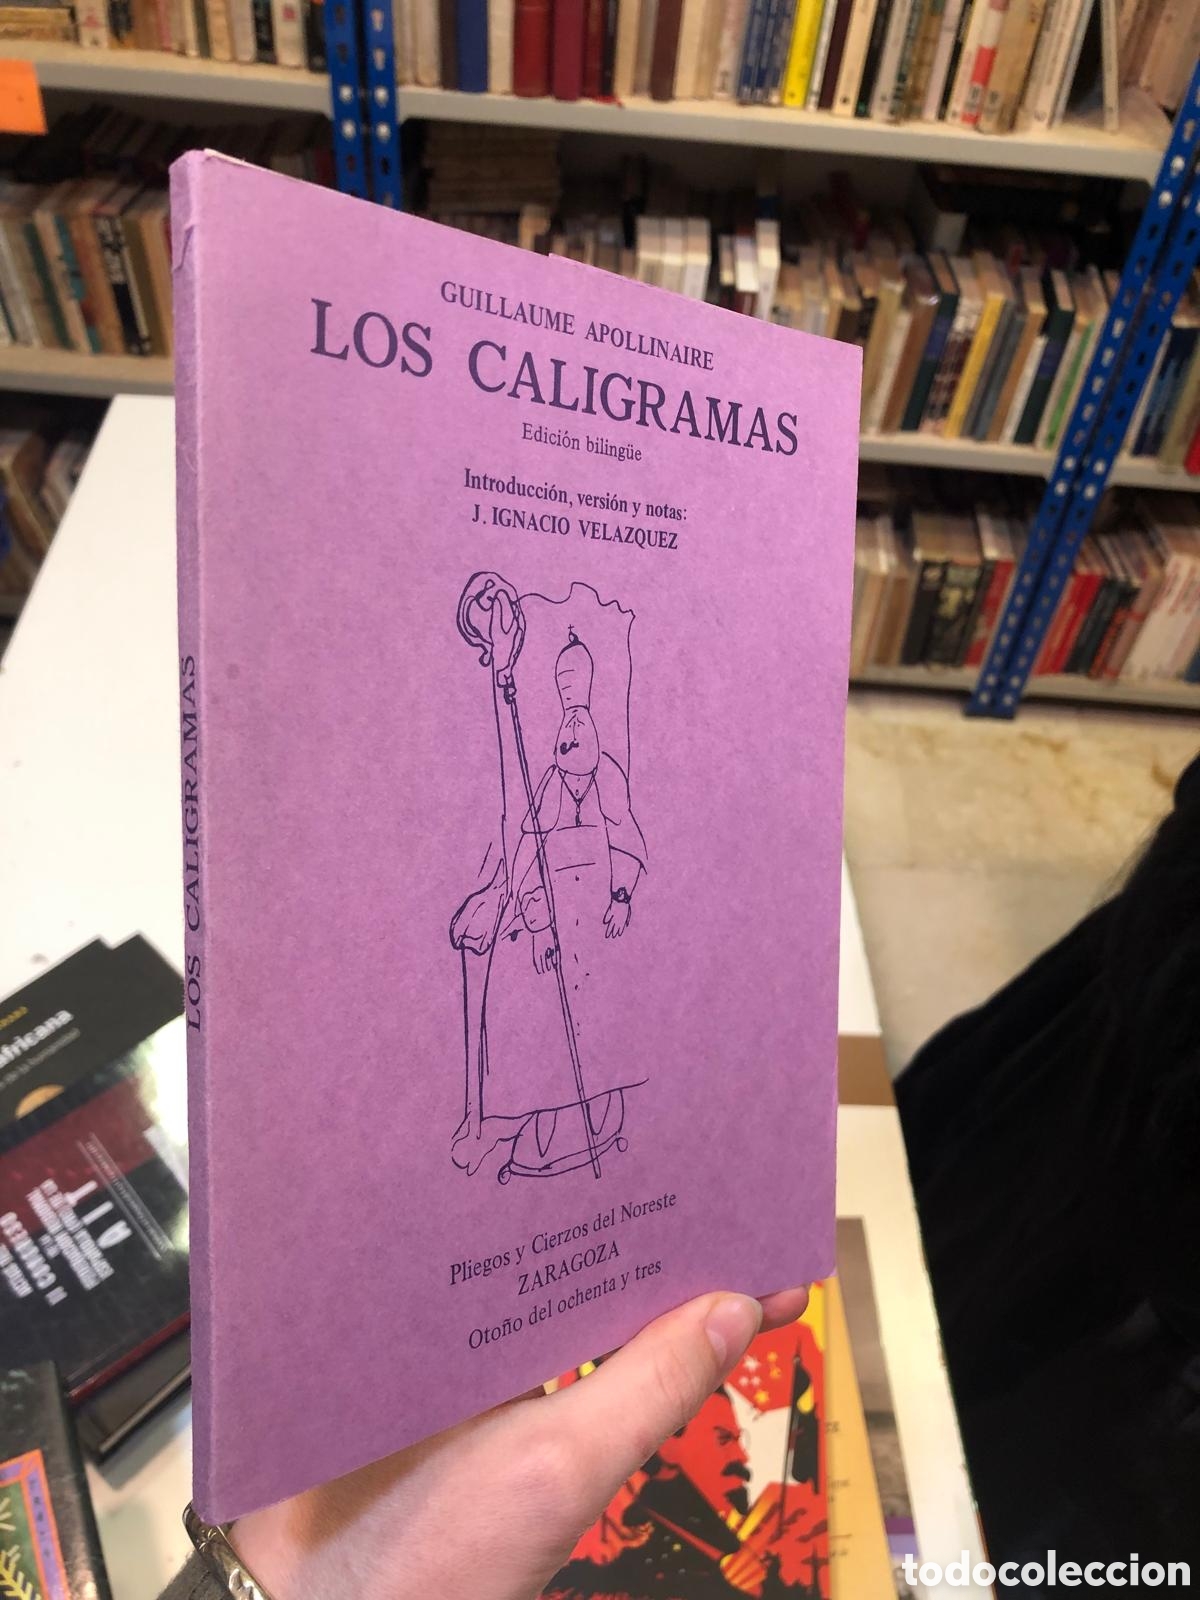 GUILLAUME APOLLINAIRE
LOS CALIGRAMAS
Edición bilingüe
Introducción, versión y notas:
J. IGNACIO VELAZQUEZ
Pliegos y Cierzos del Noreste
ZARAGOZA
Otoño del ochenta y tres
LOS CALIGRAMAS
africana
todocoleccion